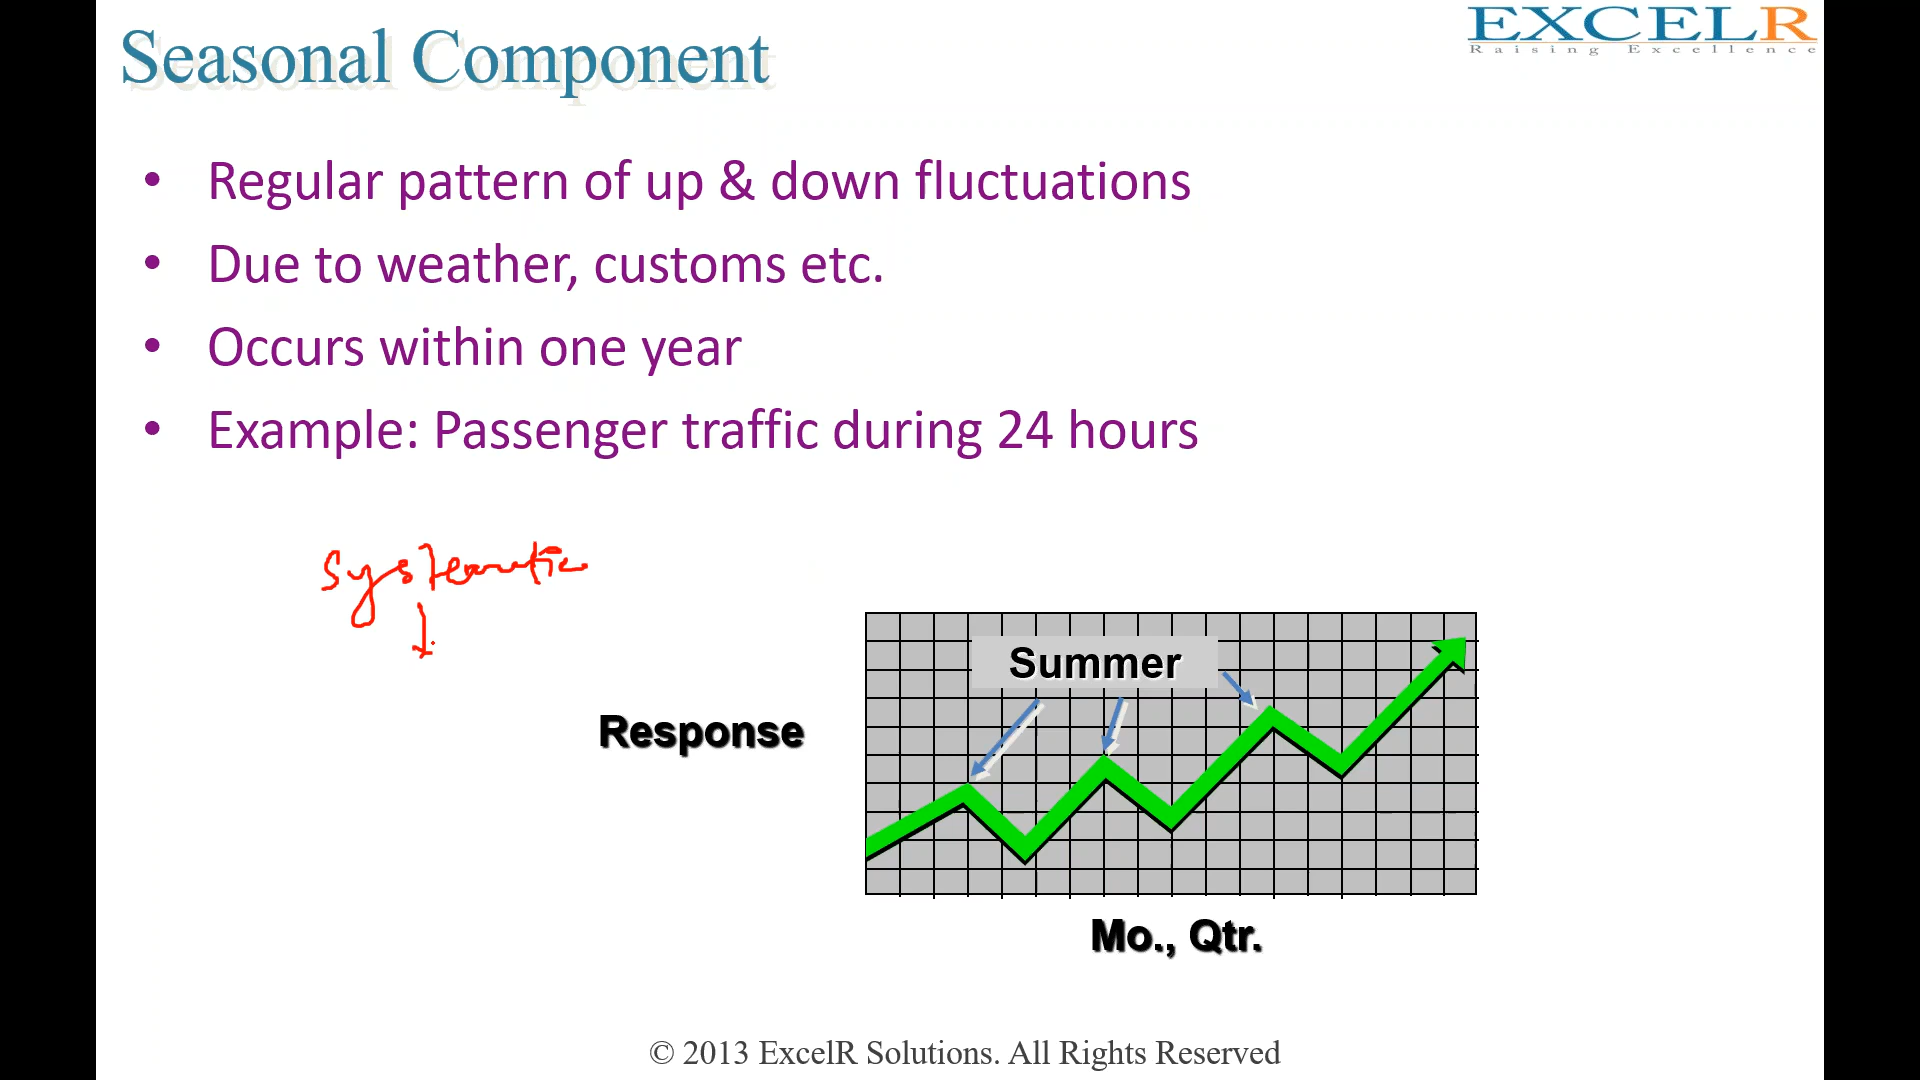 Seasonal Component
EXCELR
Raising Excellence
• Regular pattern of up & down fluctuations
• Due to weather, customs etc.
• Occurs within one year
• Example: Passenger traffic during 24 hours
Systematic
Summer
Response
Mo., Qtr.
© 2013 ExcelR Solutions. All Rights Reserved